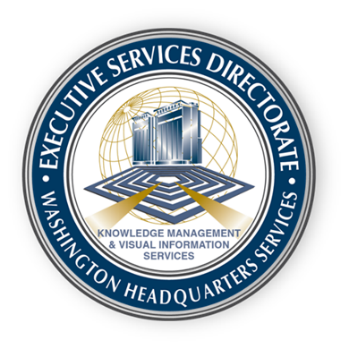 • EXECUTIVE SERVICES DIRECTORATE •
KNOWLEDGE MANAGEMENT
& VISUAL INFORMATION
SERVICES
WASHINGTON HEADQUARTERS SERVICES